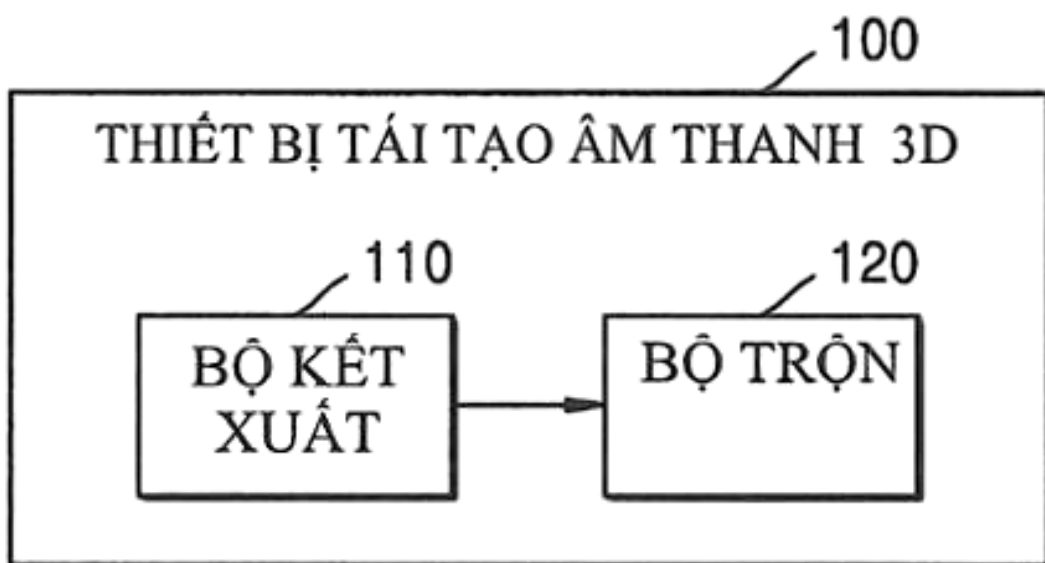 100
THIẾT BỊ TÁI TẠO ÂM THANH 3D
110
120
BỘ KẾT
XUẤT
BỘ TRỘN